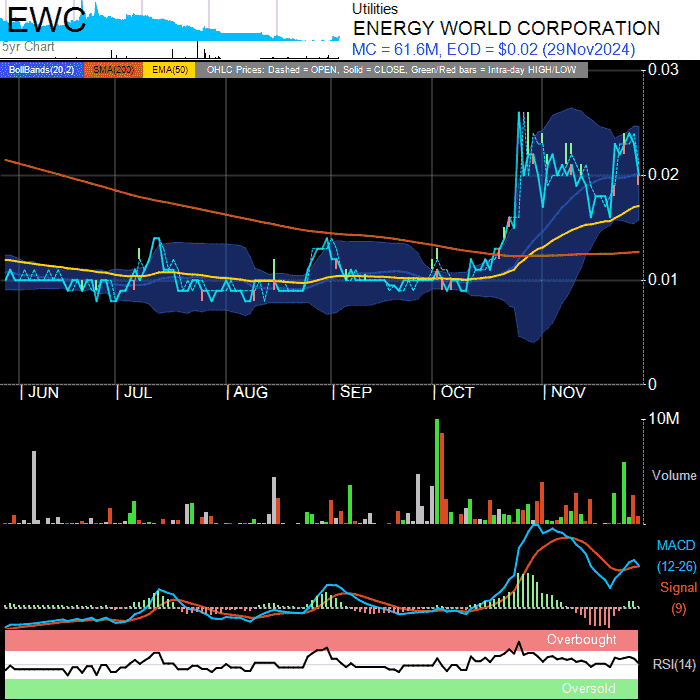 EWC
5yr Chart
Utilities
ENERGY WORLD CORPORATION
MC = 61.6M, EOD = $0.02 (29Nov2024)
BollBands(20,2) SMA(200) EMA(50) OHLC Prices: Dashed = OPEN, Solid = CLOSE, Green/Red bars = Intra-day HIGH/LOW
0.03
0.02
0.01
0
| JUN | JUL | AUG | SEP | OCT | NOV
10M
Volume
MACD
(12-26)
Signal
(9)
Overbought
RSI(14)
Oversold